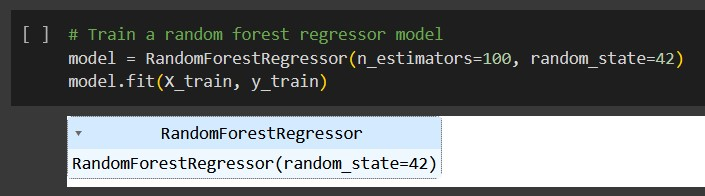 [ ] # Train a random forest regressor model
model = RandomForestRegressor(n_estimators=100, random_state=42)
model.fit(X_train, y_train)
▾ RandomForestRegressor
RandomForestRegressor(random_state=42)